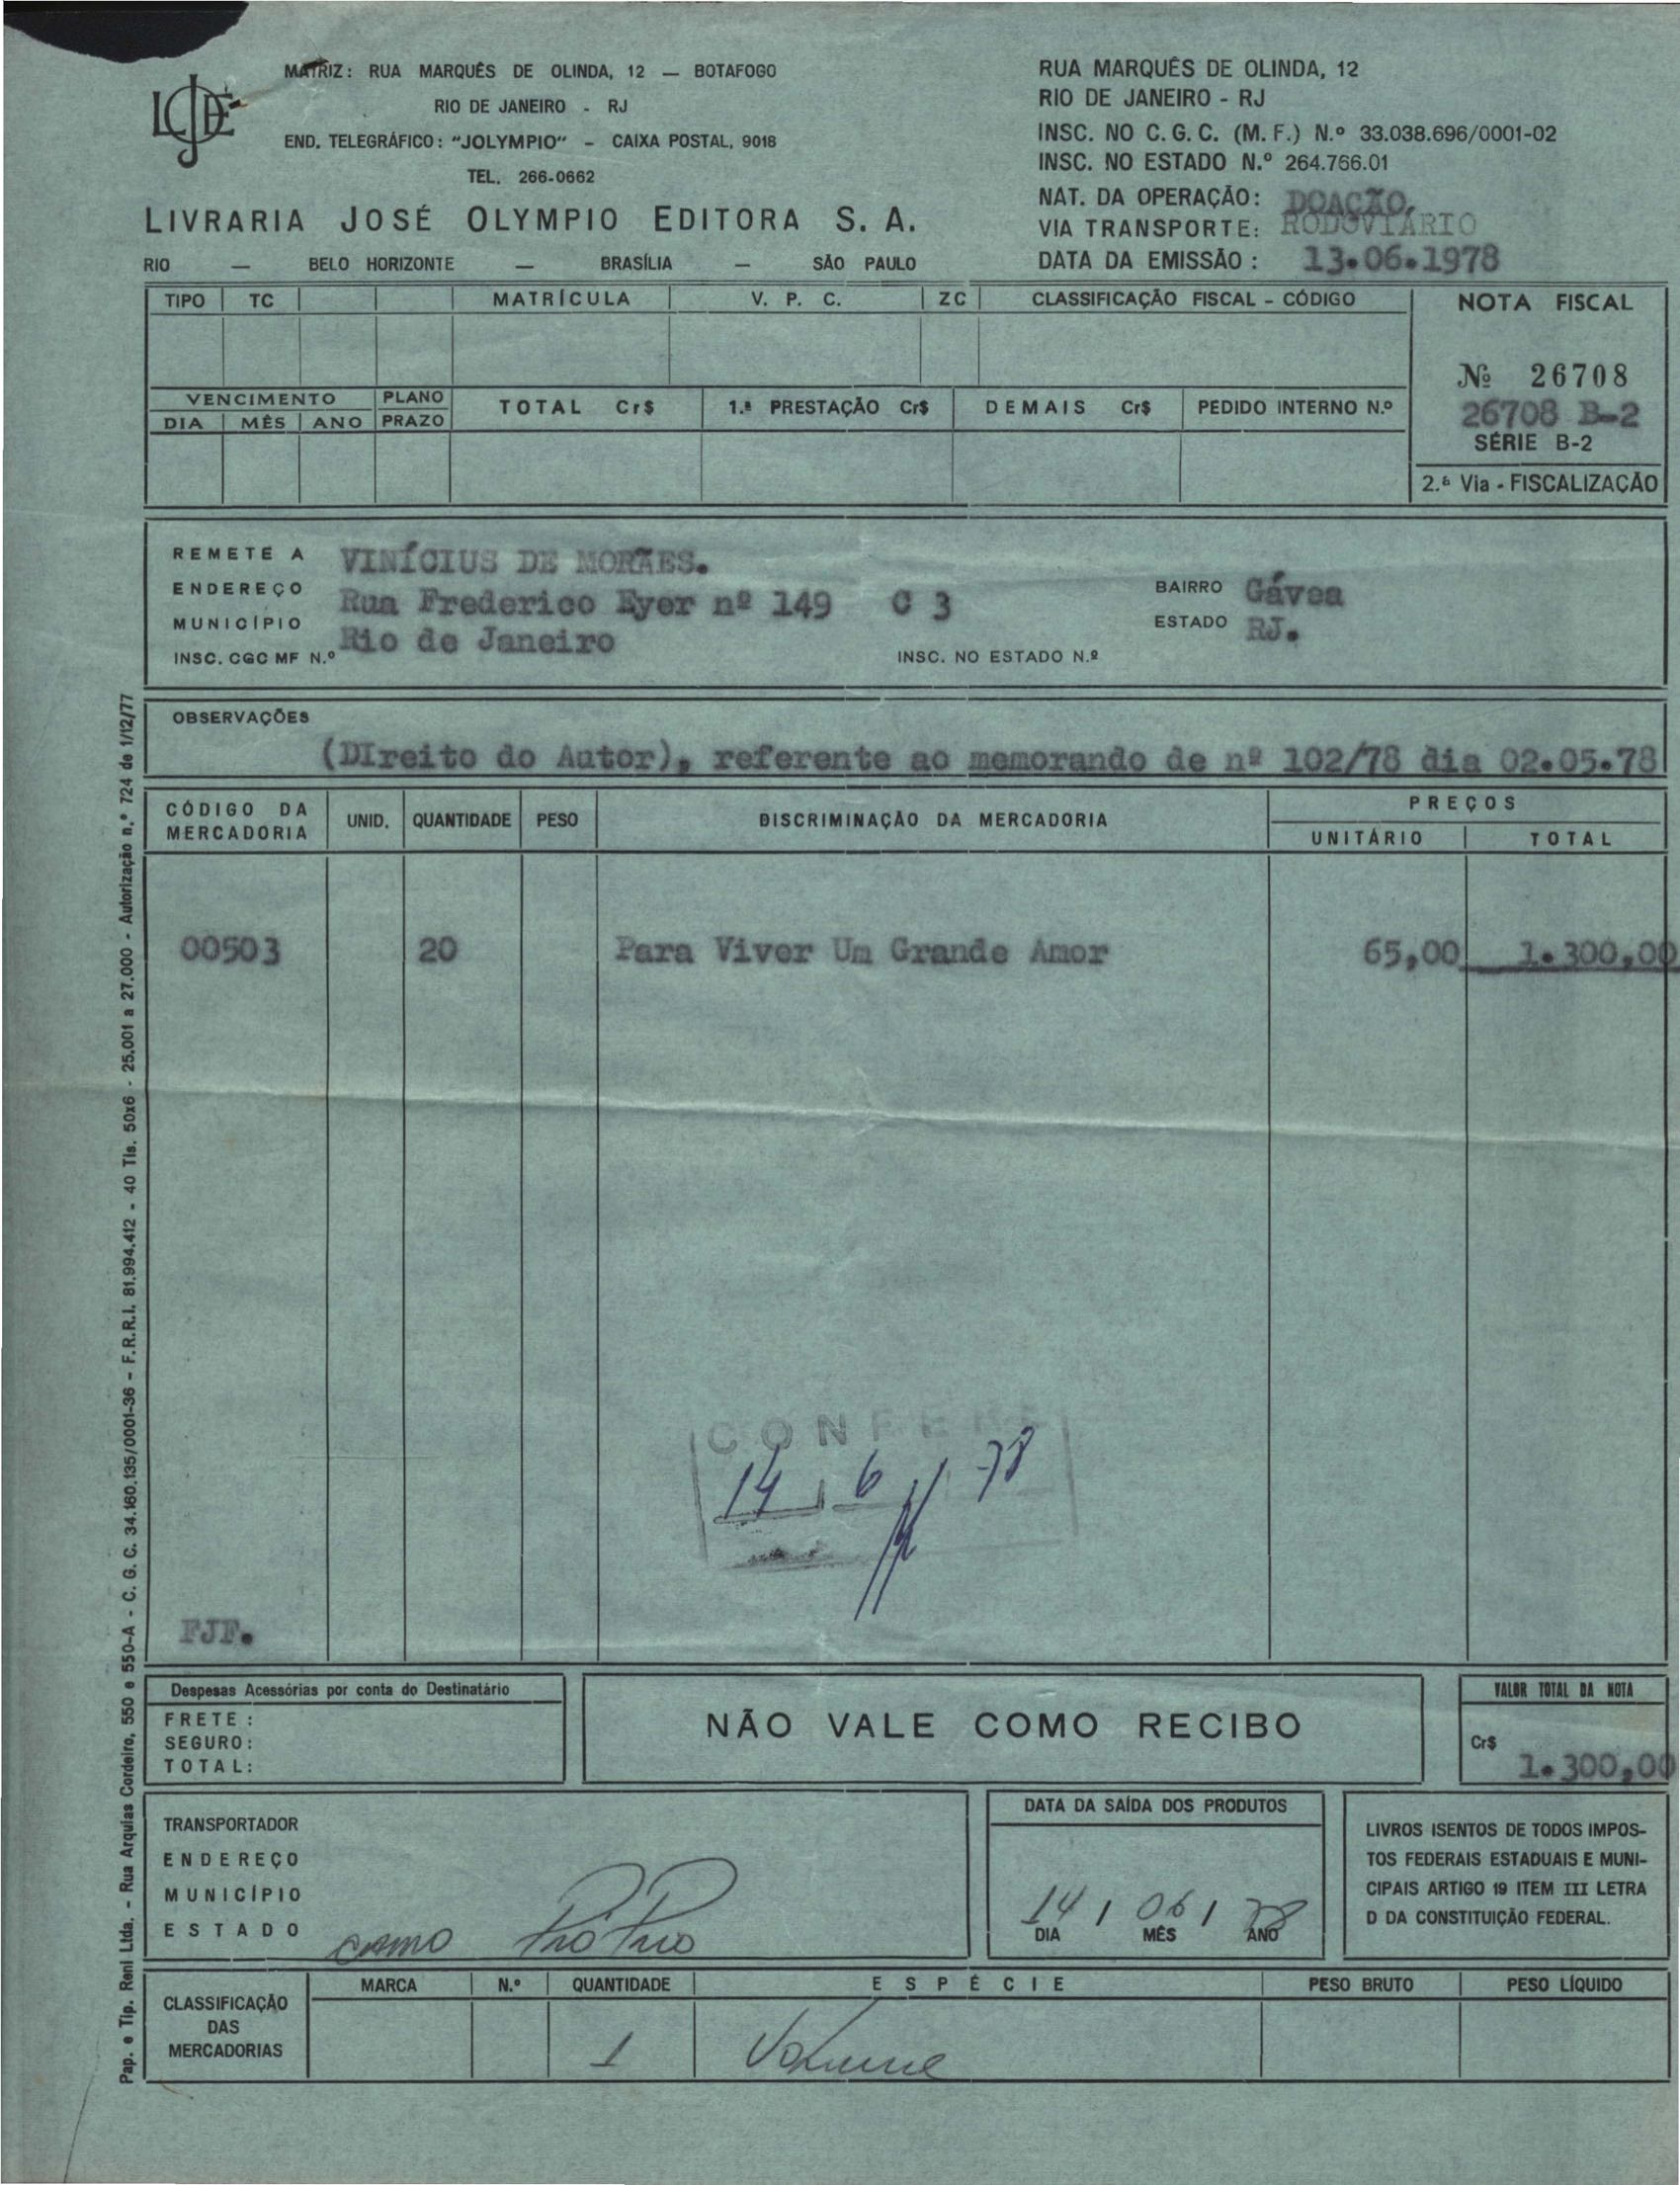 MATRIZ: RUA MARQUÊS DE OLINDA, 12 — BOTAFOGO
RIO DE JANEIRO - RJ
END. TELEGRÁFICO: "JOLYMPIO" - CAIXA POSTAL, 9018
TEL. 266-0662
LIVRARIA JOSÉ OLYMPIO EDITORA S. A.
RIO — BELO HORIZONTE — BRASÍLIA — SÃO PAULO
RUA MARQUÊS DE OLINDA, 12
RIO DE JANEIRO - RJ
INSC. NO C. G. C. (M. F.) N.º 33.038.696/0001-02
INSC. NO ESTADO N.º 264.766.01
NAT. DA OPERAÇÃO: DOAÇÃO.
VIA TRANSPORTE: RODOVIÁRIO
DATA DA EMISSÃO: 13.06.1978
TIPO TC MATRÍCULA V. P. C. ZC CLASSIFICAÇÃO FISCAL - CÓDIGO
NOTA FISCAL
Nº 26708
26708 B-2
SÉRIE B-2
2.ª Via - FISCALIZAÇÃO
VENCIMENTO PLANO TOTAL Cr$ 1.ª PRESTAÇÃO Cr$ DEMAIS Cr$ PEDIDO INTERNO N.º
DIA MÊS ANO PRAZO
REMETE A VINÍCIUS DE MORÃES.
ENDEREÇO Rua Frederico Eyer nº 149 C 3 BAIRRO Gávea
MUNICÍPIO Rio de Janeiro ESTADO RJ.
INSC. CGC MF N.º INSC. NO ESTADO N.º
OBSERVAÇÕES
(DIreito do Autor), referente ao memorando de nº 102/78 dia 02.05.78
CÓDIGO DA MERCADORIA UNID. QUANTIDADE PESO DISCRIMINAÇÃO DA MERCADORIA PREÇOS
UNITÁRIO TOTAL
00503 20 Para Viver Um Grande Amor 65,00 1.300,00
CONFERE
14 6 78
FJF.
Despesas Acessórias por conta do Destinatário
FRETE:
SEGURO:
TOTAL:
NÃO VALE COMO RECIBO
VALOR TOTAL DA NOTA
Cr$ 1.300,00
TRANSPORTADOR
ENDEREÇO
MUNICÍPIO
ESTADO
DATA DA SAÍDA DOS PRODUTOS
14 / 06 / 78
DIA MÊS ANO
LIVROS ISENTOS DE TODOS IMPOS-
TOS FEDERAIS ESTADUAIS E MUNI-
CIPAIS ARTIGO 19 ITEM III LETRA
D DA CONSTITUIÇÃO FEDERAL.
CLASSIFICAÇÃO
DAS
MERCADORIAS
MARCA N.º QUANTIDADE ESPÉCIE PESO BRUTO PESO LÍQUIDO
1 Volume
Pap. e Tip. Reni Ltda. - Rua Arquias Cordeiro, 550 e 550-A - C. G. C. 34.160.135/0001-36 - F.R.R.I. 81.994.412 - 40 Tls. 50x6 - 25.001 a 27.000 - Autorização n.º 724 de 1/12/77